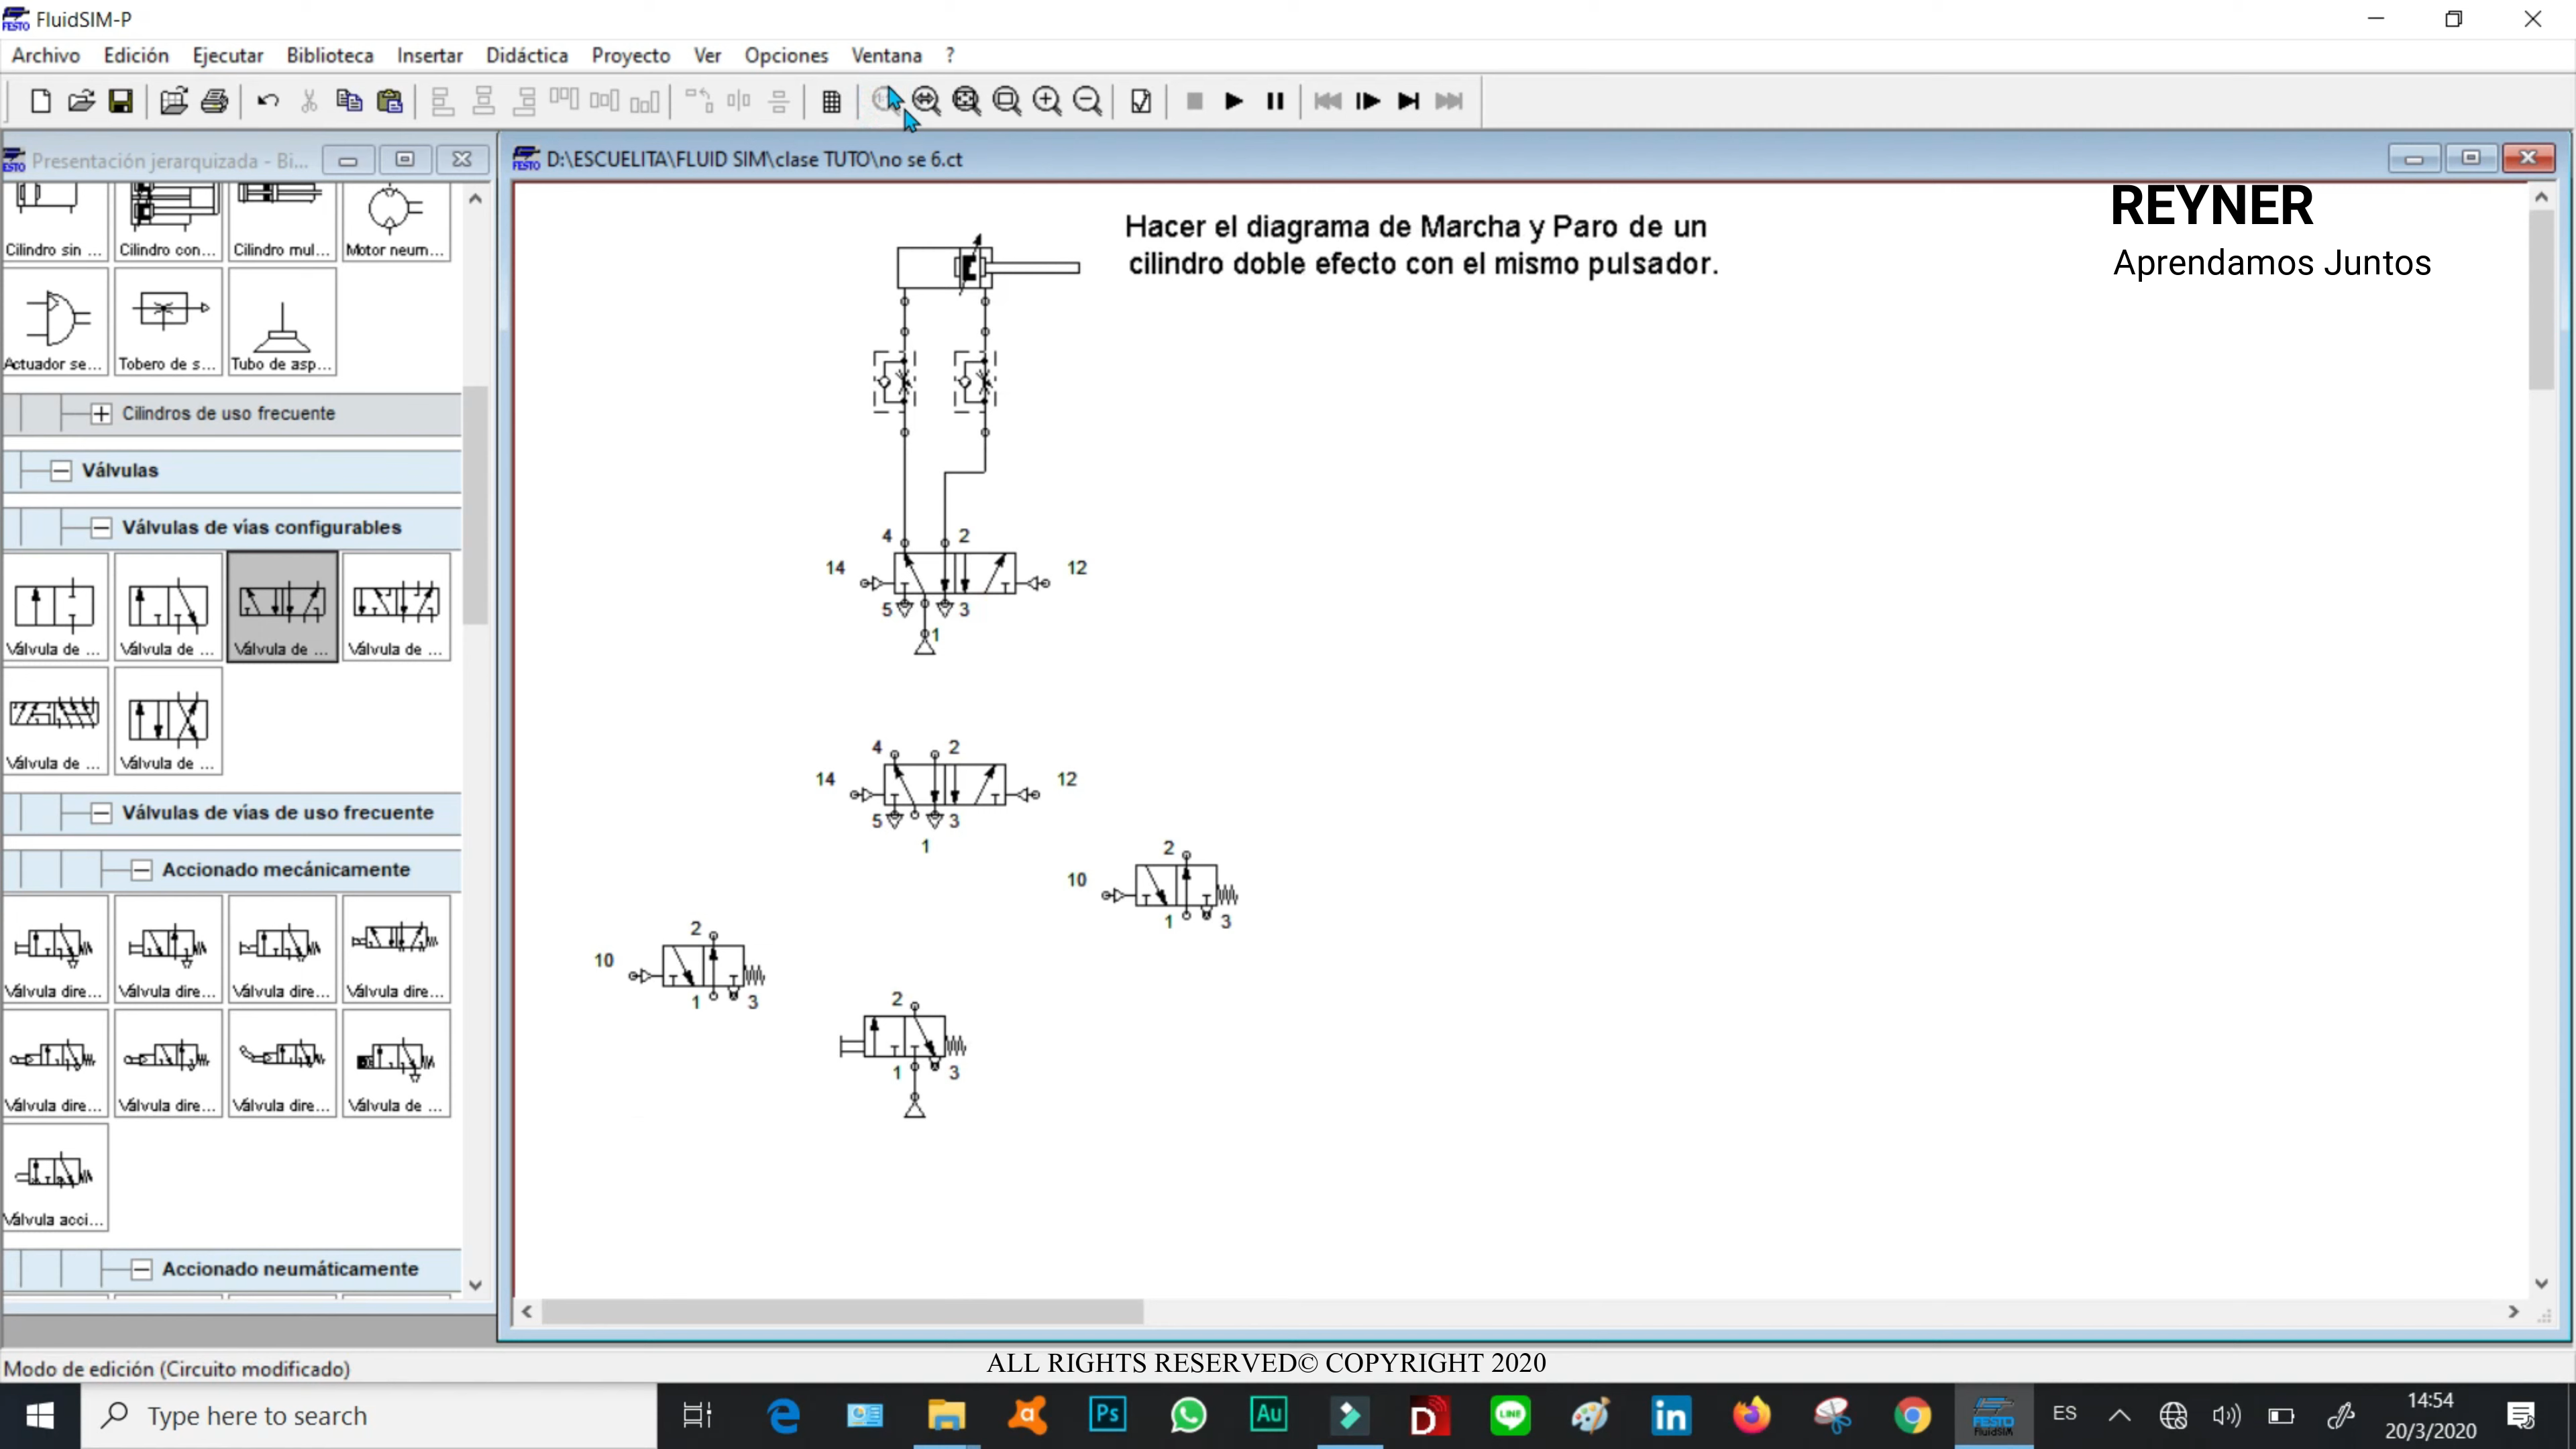 FluidSIM-P
Archivo Edición Ejecutar Biblioteca Insertar Didáctica Proyecto Ver Opciones Ventana ?
Presentación jerarquizada - Bi...
D:\ESCUELITA\FLUID SIM\clase TUTO\no se 6.ct
Cilindro sin ... Cilindro con... Cilindro mul... Motor neum...
Actuador se... Tobero de s... Tubo de asp...
Cilindros de uso frecuente
Válvulas
Válvulas de vías configurables
Válvula de ... Válvula de ... Válvula de ... Válvula de ...
Válvula de ... Válvula de ...
Válvulas de vías de uso frecuente
Accionado mecánicamente
Válvula dire... Válvula dire... Válvula dire... Válvula dire...
Válvula dire... Válvula dire... Válvula dire... Válvula de ...
Válvula acci...
Accionado neumáticamente
Hacer el diagrama de Marcha y Paro de un
cilindro doble efecto con el mismo pulsador.
REYNER
Aprendamos Juntos
4 2
14 12
5 3
1
4 2
14 12
5 3
1
2
10
1 3
2
10
1 3
2
1 3
Modo de edición (Circuito modificado)
ALL RIGHTS RESERVED© COPYRIGHT 2020
Type here to search
Ps
Au
LINE
in
FESTO
FluidSIM
ES
14:54
20/3/2020